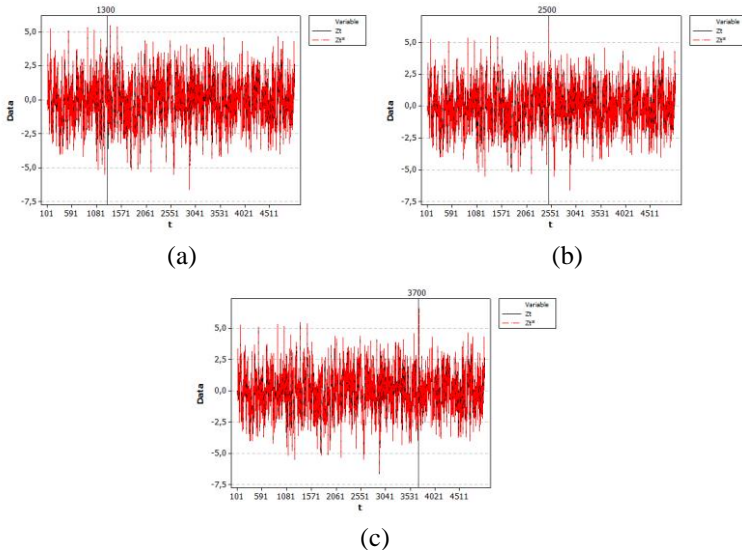 1300
Variable
Zt
Zt*
5,0
2,5
0,0
-2,5
-5,0
-7,5
Data
101 591 1081 1571 2061 2551 3041 3531 4021 4511
t
(a)
2500
Variable
Zt
Zt*
5,0
2,5
0,0
-2,5
-5,0
-7,5
Data
101 591 1081 1571 2061 2551 3041 3531 4021 4511
t
(b)
3700
Variable
Zt
Zt*
5,0
2,5
0,0
-2,5
-5,0
-7,5
Data
101 591 1081 1571 2061 2551 3041 3531 4021 4511
t
(c)